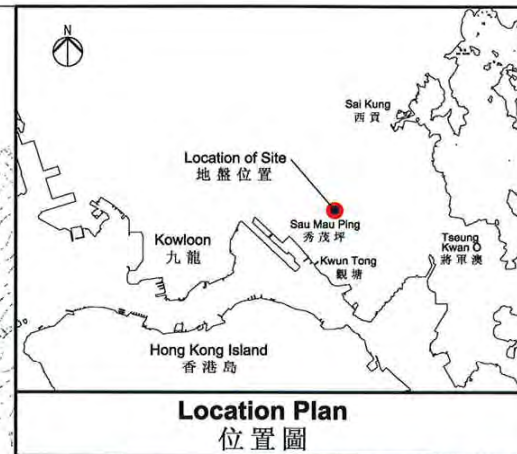 N
Sai Kung
西貢
Location of Site
地盤位置
Sau Mau Ping
秀茂坪
Kowloon
九龍
Kwun Tong
觀塘
Tseung
Kwan O
將軍澳
Hong Kong Island
香港島
Location Plan
位置圖